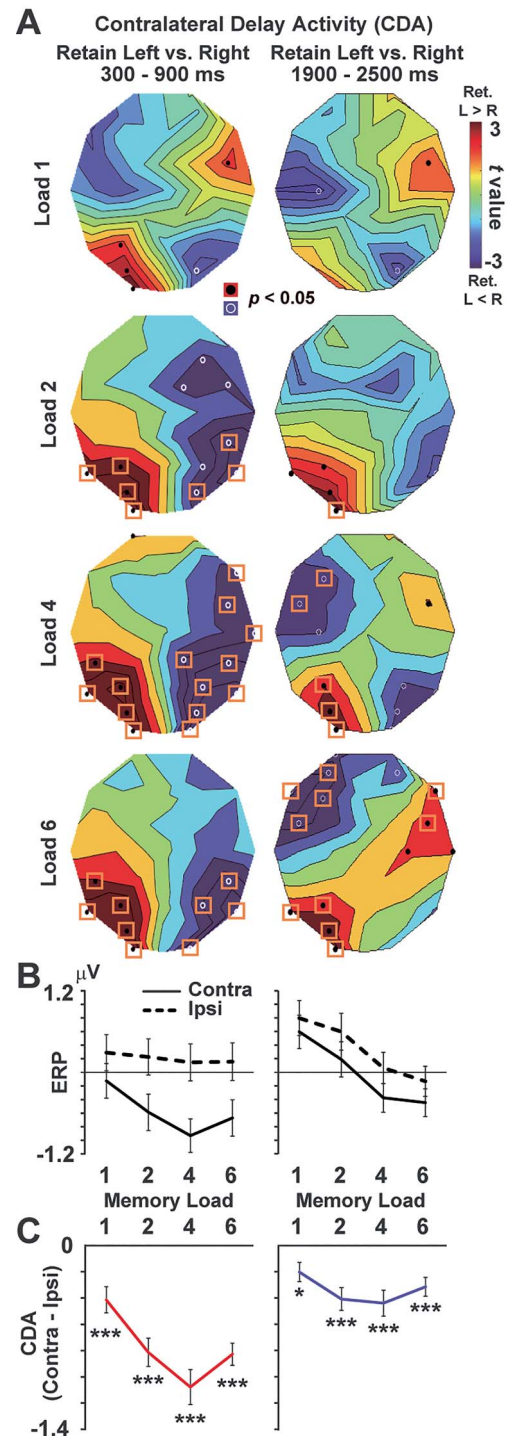 A
Contralateral Delay Activity (CDA)
Retain Left vs. Right
300 - 900 ms
Retain Left vs. Right
1900 - 2500 ms
Ret.
L > R
3
t value
-3
Ret.
L < R
Load 1
p < 0.05
Load 2
Load 4
Load 6
B
μV
1.2
Contra
Ipsi
ERP
-1.2
1 2 4 6
Memory Load
1 2 4 6
Memory Load
C
1 2 4 6
1 2 4 6
0
CDA
(Contra - Ipsi)
-1.4
***
***
***
***
*
***
***
***